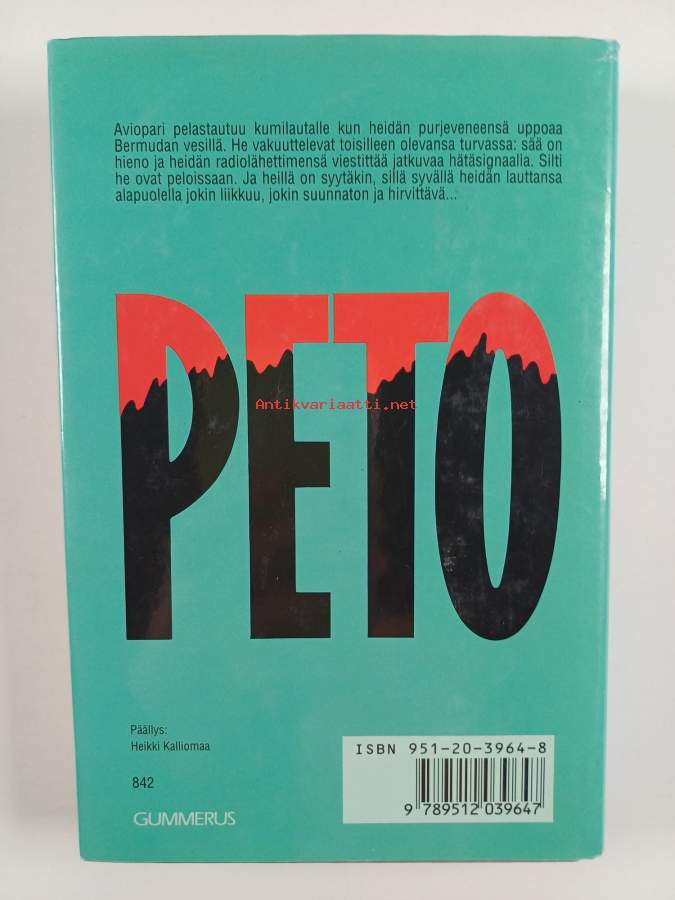 Aviopari pelastautuu kumilautalle kun heidän purjeveneensä uppoaa
Bermudan vesillä. He vakuuttelevat toisilleen olevansa turvassa: sää on
hieno ja heidän radiolähettimensä viestittää jatkuvaa hätäsignaalia. Silti
he ovat peloissaan. Ja heillä on syytäkin, sillä syvällä heidän lauttansa
alapuolella jokin liikkuu, jokin suunnaton ja hirvittävä...
PETO
Antikvariaatti.net
Päällys:
Heikki Kalliomaa
842
GUMMERUS
ISBN 951-20-3964-8
9 789512 039647